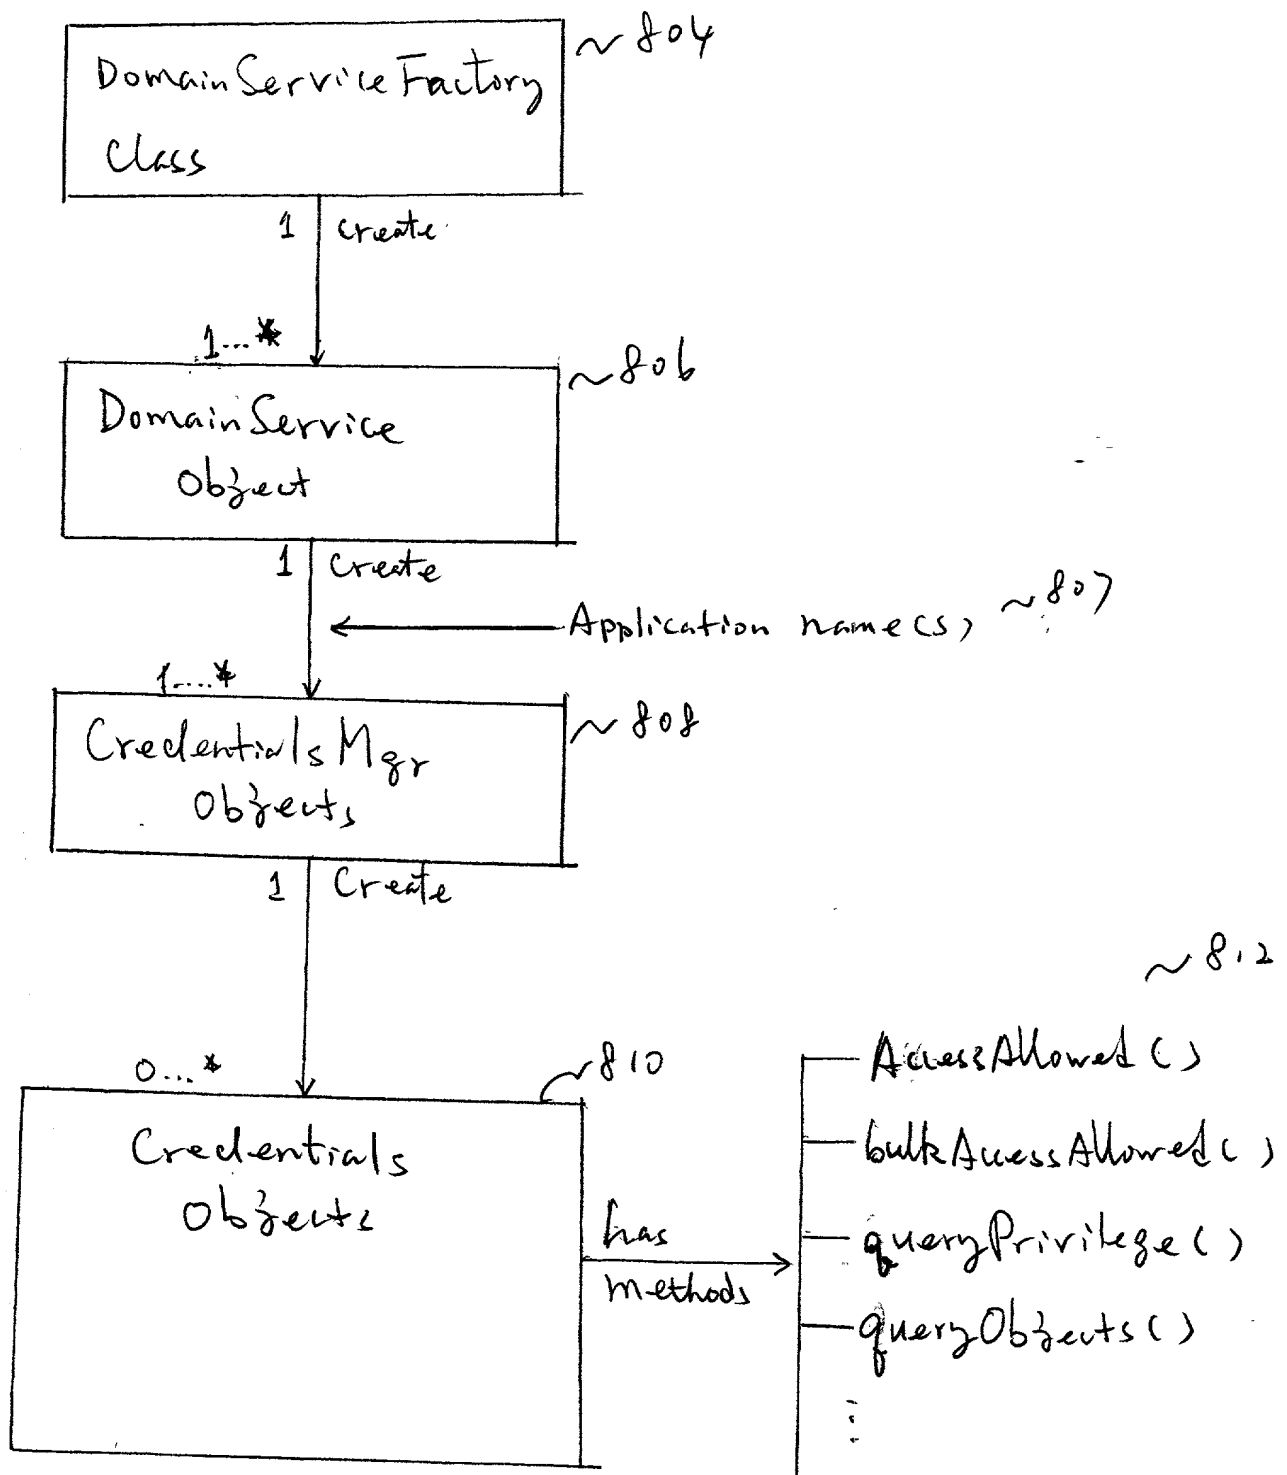 DomainServiceFactory
Class
~804
1 create
1...*
DomainService
Object
~806
1 create
Application name(s)
~807
1...*
CredentialsMgr
Objects
~808
1 Create
0...*
Credentials
Objects
810
has
methods
~812
AccessAllowed()
bulkAccessAllowed()
queryPrivilege()
queryObjects()
⋮